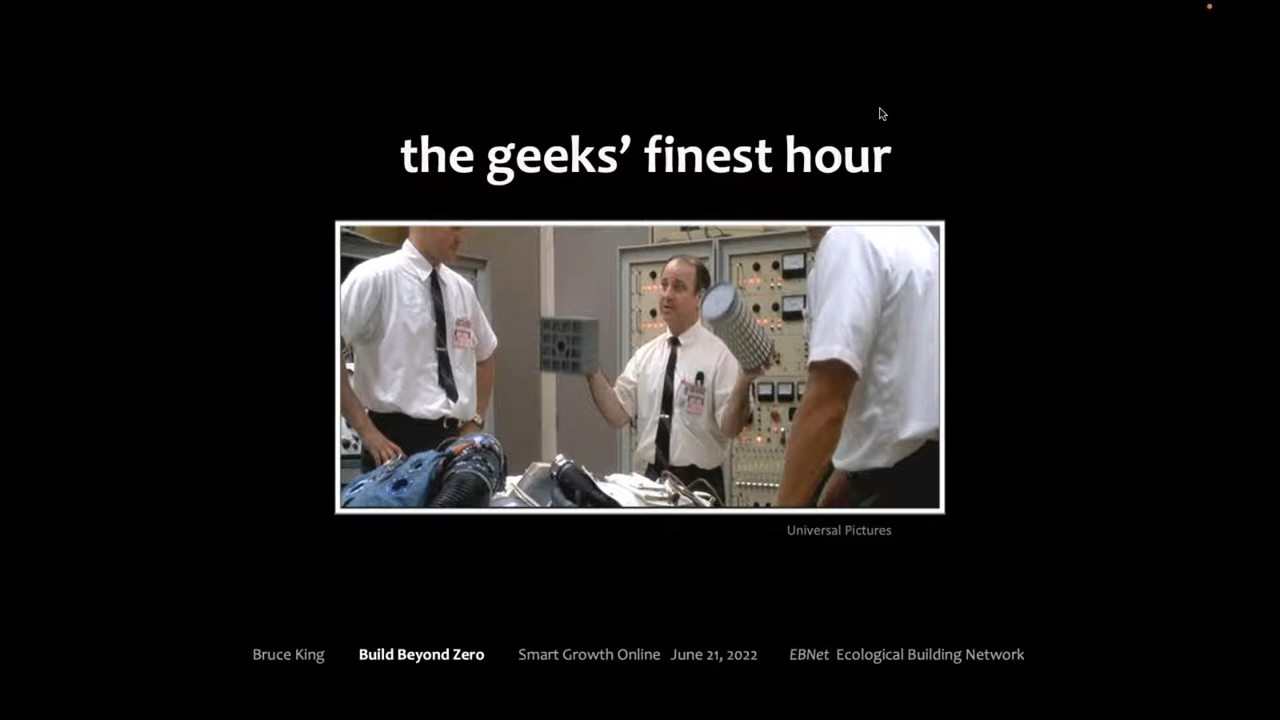 the geeks’ finest hour
Universal Pictures
Bruce King Build Beyond Zero Smart Growth Online June 21, 2022 EBNet Ecological Building Network